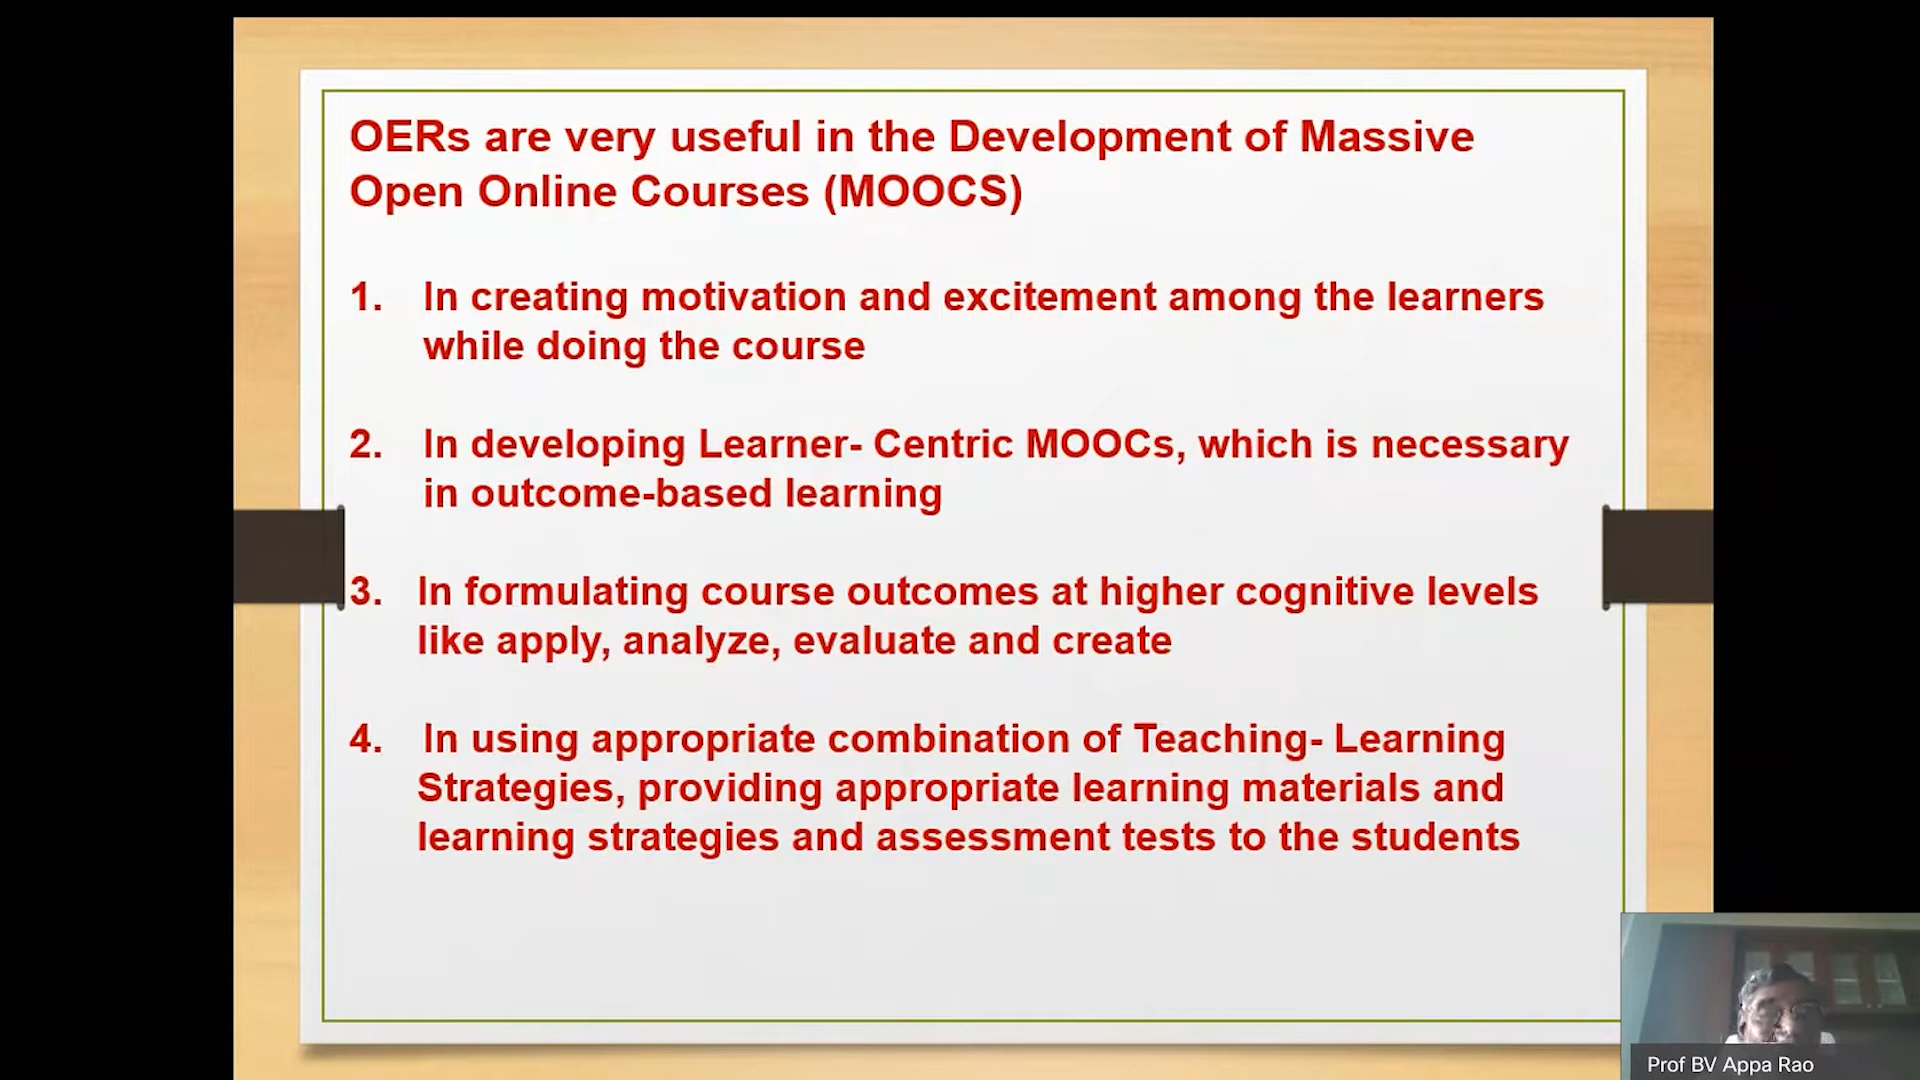 OERs are very useful in the Development of Massive
Open Online Courses (MOOCS)
1. In creating motivation and excitement among the learners
while doing the course
2. In developing Learner- Centric MOOCs, which is necessary
in outcome-based learning
3. In formulating course outcomes at higher cognitive levels
like apply, analyze, evaluate and create
4. In using appropriate combination of Teaching- Learning
Strategies, providing appropriate learning materials and
learning strategies and assessment tests to the students
Prof BV Appa Rao